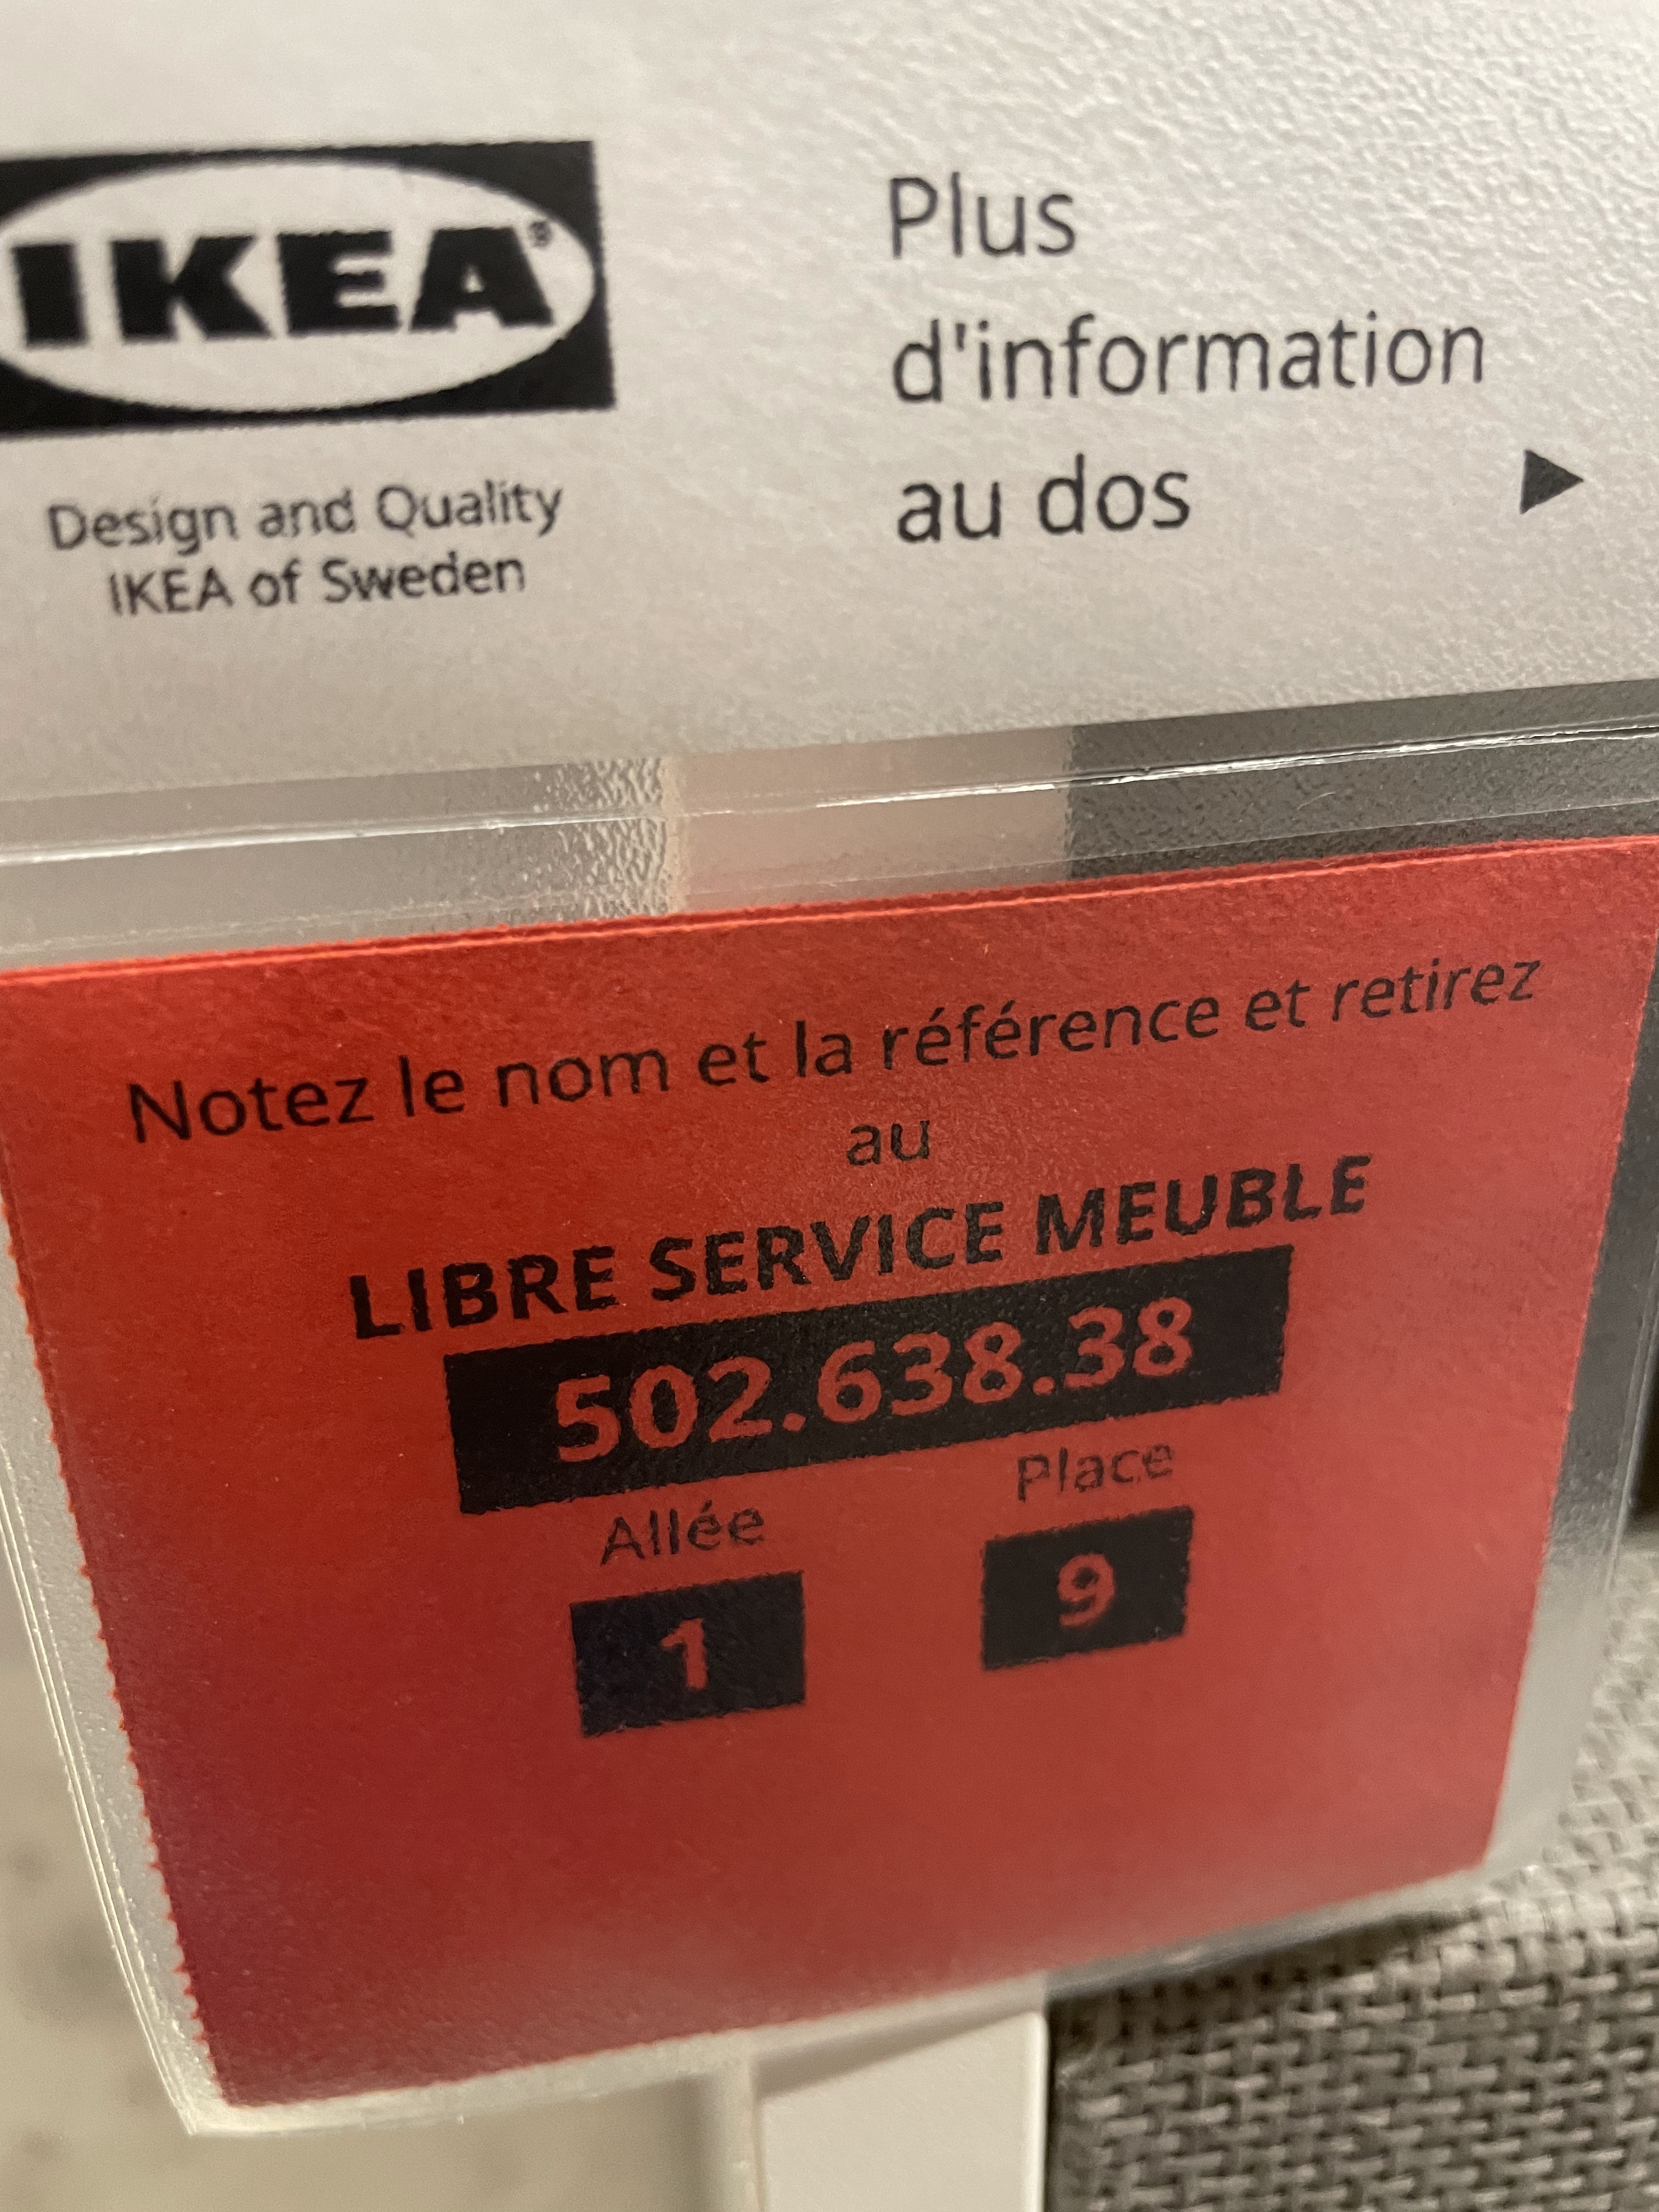 IKEA®
Design and Quality
IKEA of Sweden
Plus
d'information
au dos ▶
Notez le nom et la référence et retirez
au
LIBRE SERVICE MEUBLE
502.638.38
Allée Place
1 9